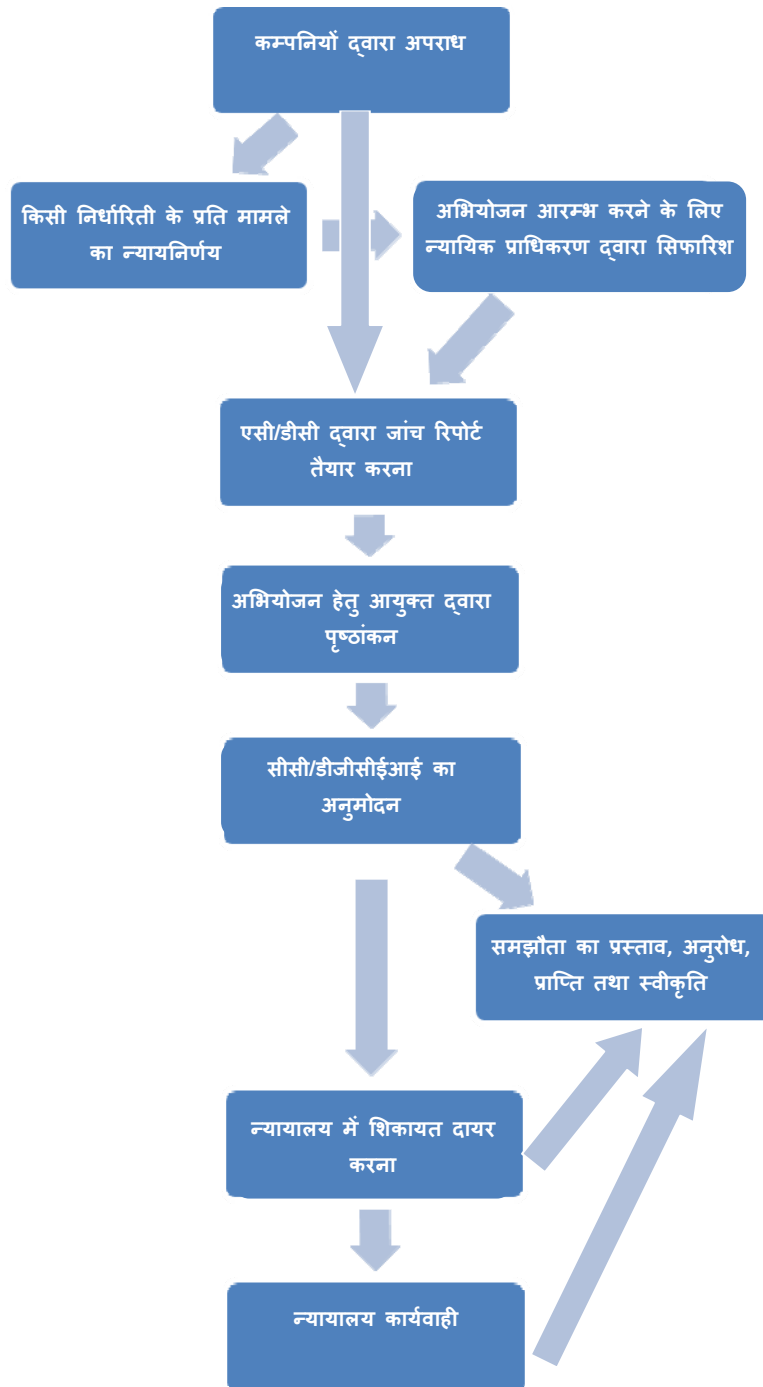 कम्पनियों द्वारा अपराध
किसी निर्धारिती के प्रति मामले
का न्यायनिर्णय
अभियोजन आरम्भ करने के लिए
न्यायिक प्राधिकरण द्वारा सिफारिश
एसी/डीसी द्वारा जांच रिपोर्ट
तैयार करना
अभियोजन हेतु आयुक्त द्वारा
पृष्ठांकन
सीसी/डीजीसीईआई का
अनुमोदन
समझौता का प्रस्ताव, अनुरोध,
प्राप्ति तथा स्वीकृति
न्यायालय में शिकायत दायर
करना
न्यायालय कार्यवाही